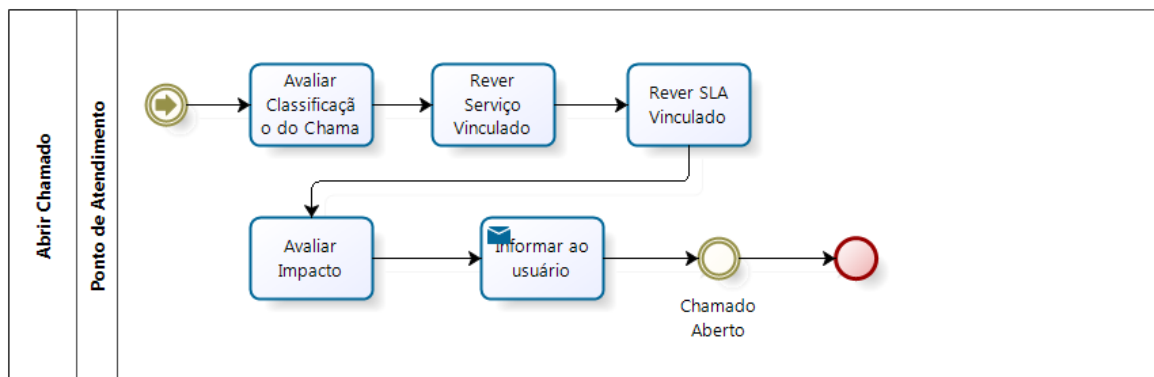 Abrir Chamado
Ponto de Atendimento
Avaliar
Classificaçã
o do Chama
Rever
Serviço
Vinculado
Rever SLA
Vinculado
Avaliar
Impacto
Informar ao
usuário
Chamado
Aberto